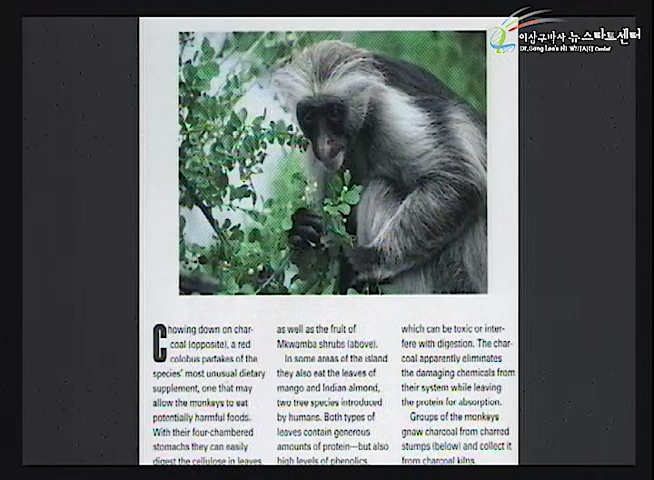 이상구박사 뉴스타트센터
Chowing down on char-
coal (opposite), a red
colobus partakes of the
species' most unusual dietary
supplement, one that may
allow the monkeys to eat
potentially harmful foods.
With their four-chambered
stomachs they can easily
digest the cellulose in leaves
as well as the fruit of
Mkwamba shrubs (above).
In some areas of the island
they also eat the leaves of
mango and Indian almond,
two tree species introduced
by humans. Both types of
leaves contain generous
amounts of protein—but also
high levels of phenolics
which can be toxic or inter-
fere with digestion. The char-
coal apparently eliminates
the damaging chemicals from
their system while leaving
the protein for absorption.
Groups of the monkeys
gnaw charcoal from charred
stumps (below) and collect it
from charcoal kilns